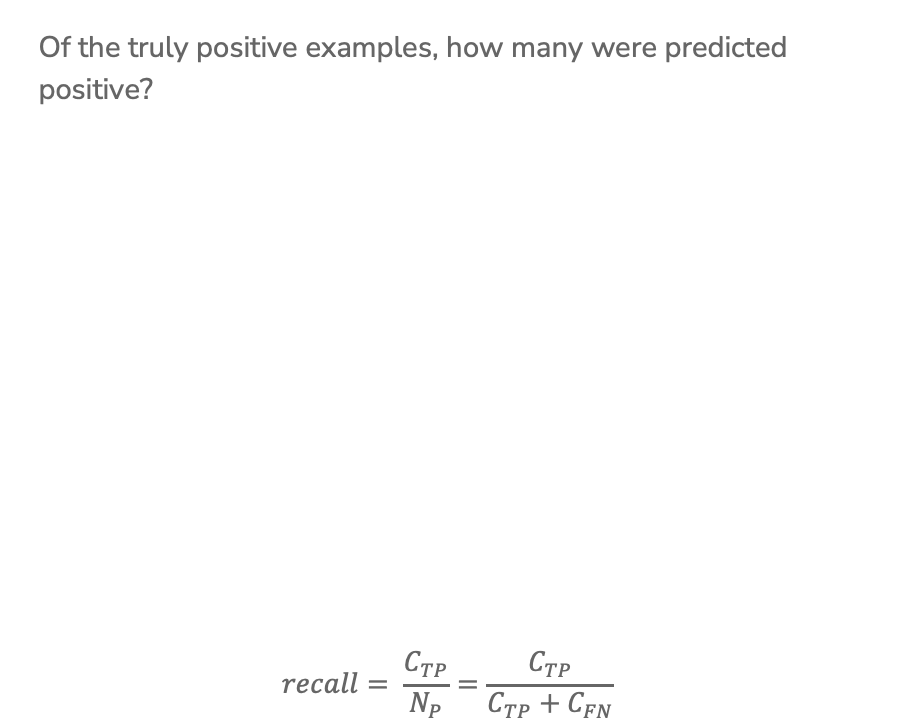 Of the truly positive examples, how many were predicted
positive?
recall = C_TP / N_P = C_TP / (C_TP + C_FN)